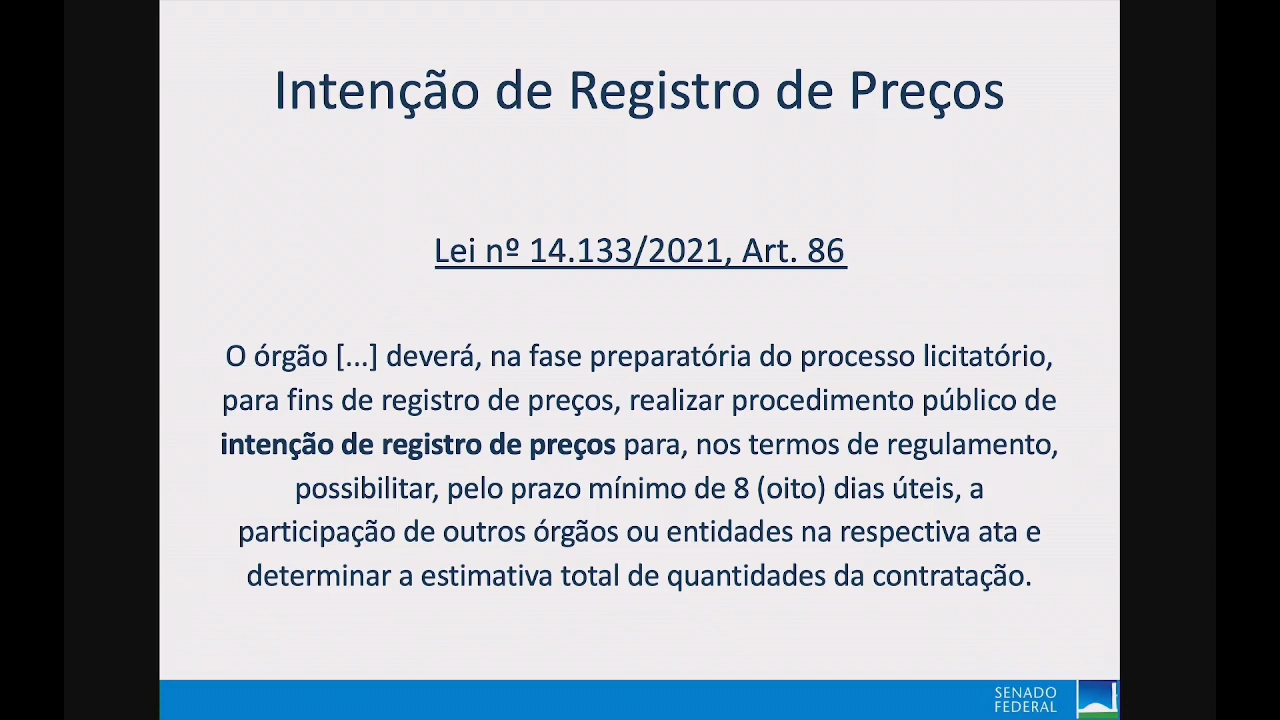 Intenção de Registro de Preços
Lei nº 14.133/2021, Art. 86
O órgão [...] deverá, na fase preparatória do processo licitatório,
para fins de registro de preços, realizar procedimento público de
intenção de registro de preços para, nos termos de regulamento,
possibilitar, pelo prazo mínimo de 8 (oito) dias úteis, a
participação de outros órgãos ou entidades na respectiva ata e
determinar a estimativa total de quantidades da contratação.
SENADO
FEDERAL